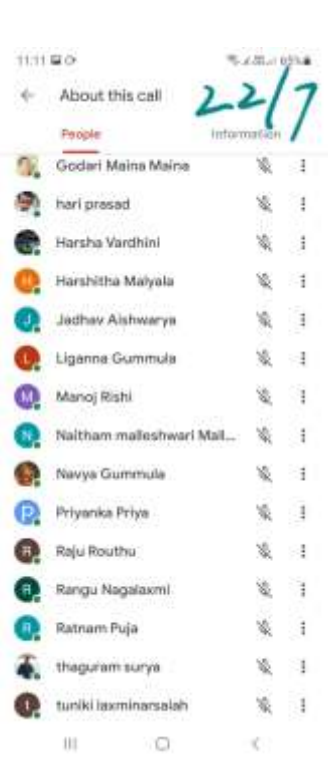 11:11
About this call
22/7
People
Information
Godari Maina Maina
hari prasad
Harsha Vardhini
H Harshitha Malyala
J Jadhav Aishwarya
L Liganna Gummula
M Manoj Rishi
N Naitham malleshwari Mall...
Navya Gummula
P Priyanka Priya
R Raju Routhu
R Rangu Nagalaxmi
R Ratnam Puja
thaguram surya
t tuniki laxminarsaiah